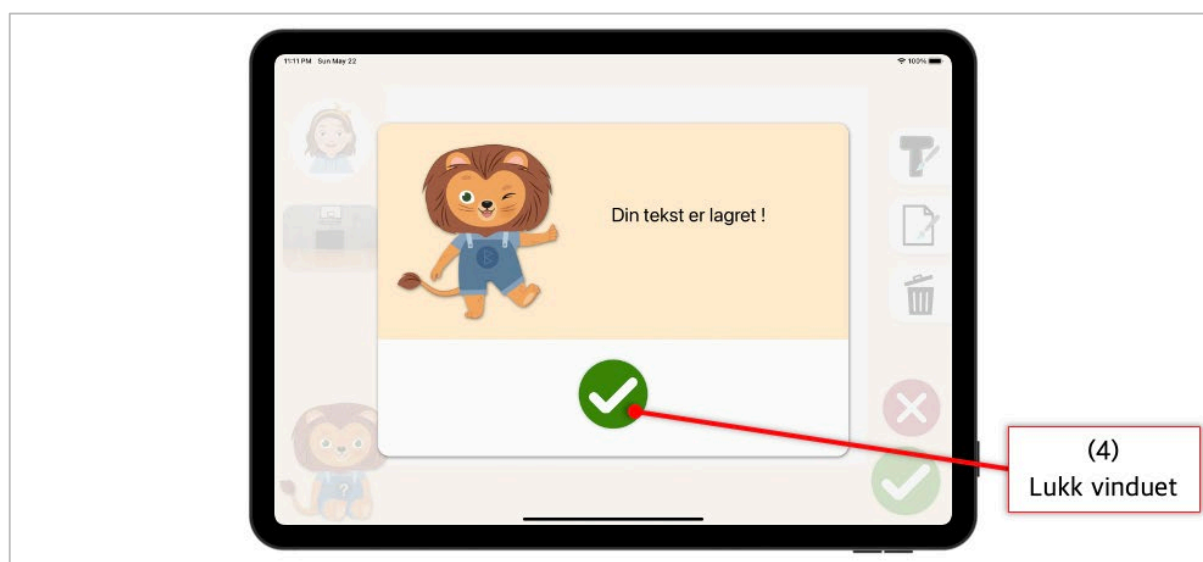 11:11 PM Sun May 22
100%
Din tekst er lagret !
?
(4)
Lukk vinduet